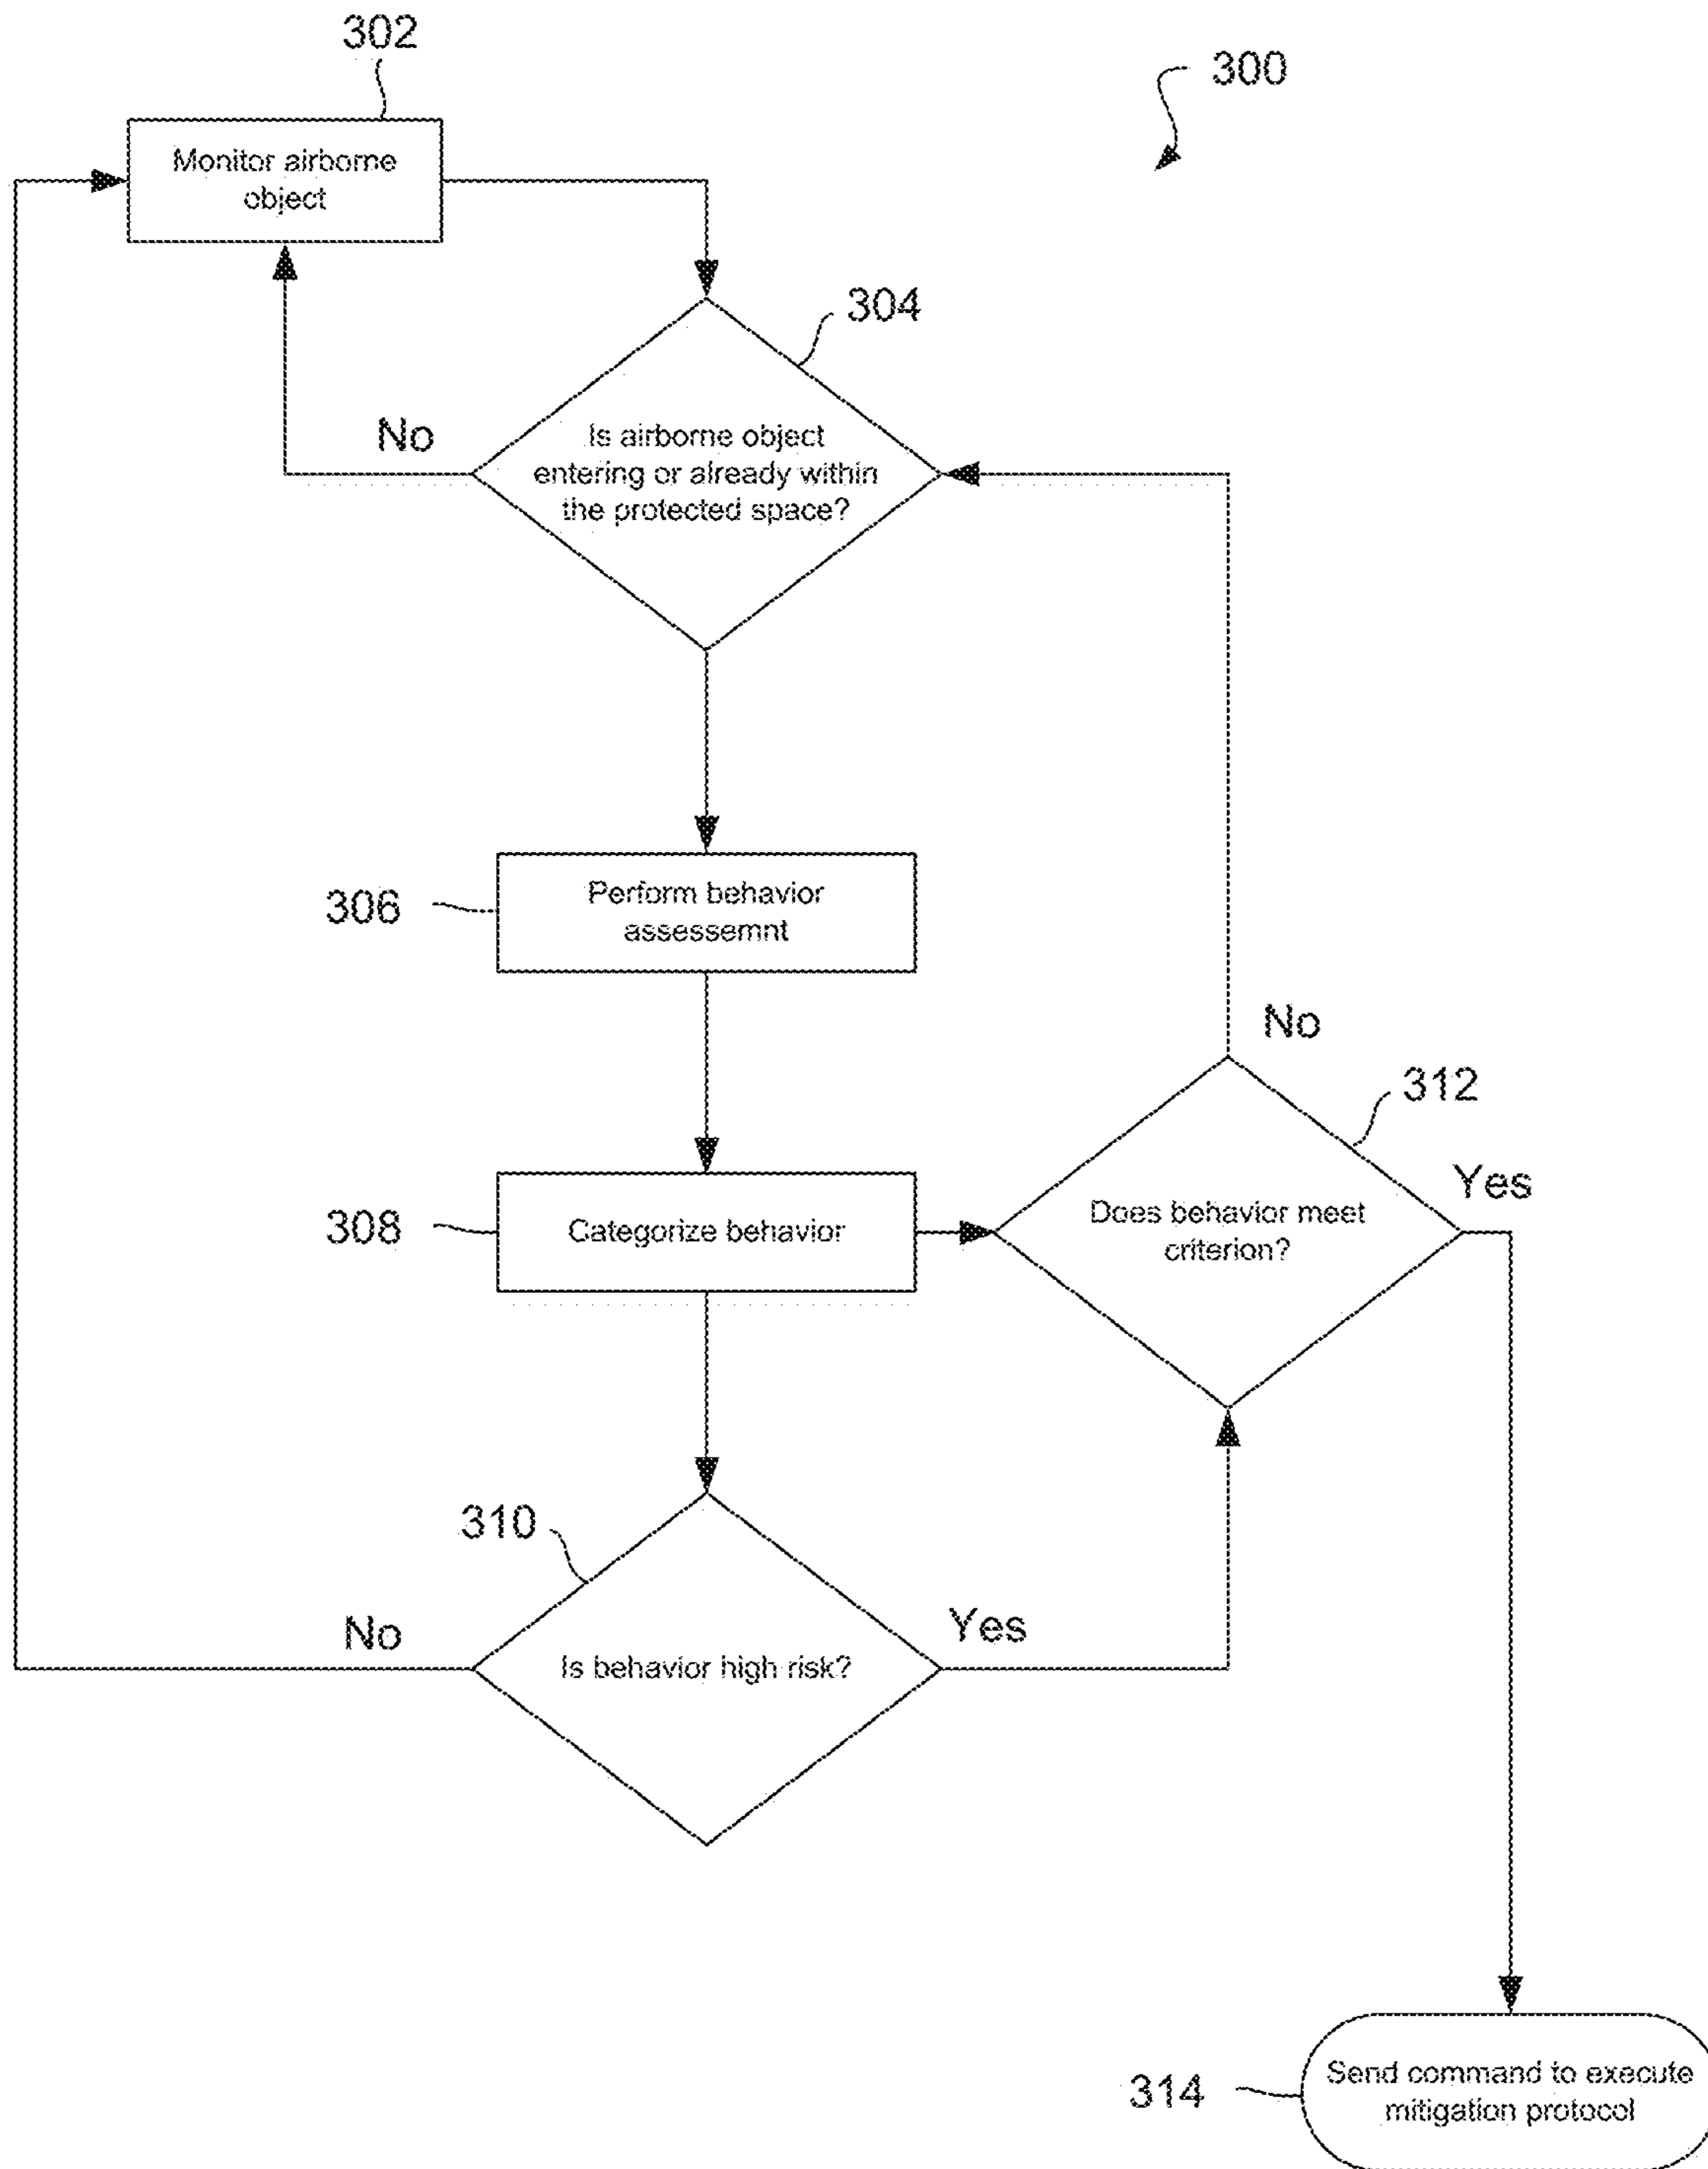 302
300
Monitor airborne
object
304
No
Is airborne object
entering or already within
the protected space?
306
Perform behavior
assessemnt
No
312
Yes
308
Categorize behavior
Does behavior meet
criterion?
310
No
Yes
Is behavior high risk?
314
Send command to execute
mitigation protocol